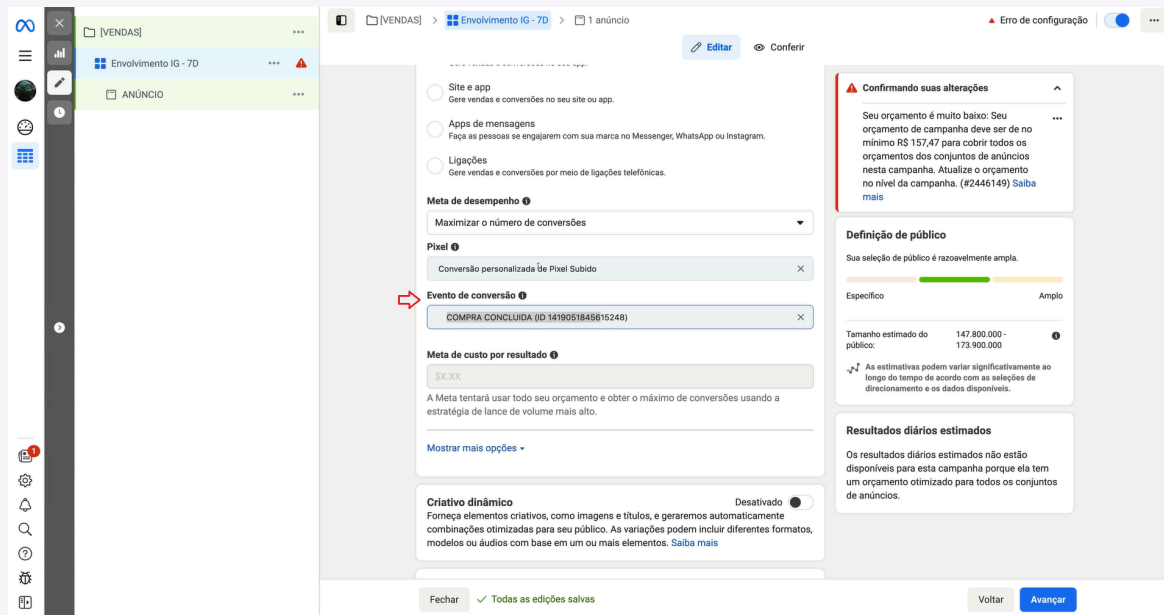 [VENDAS]
Envolvimento IG - 7D
ANÚNCIO
1
[VENDAS] > Envolvimento IG - 7D > 1 anúncio
Erro de configuração
Editar
Conferir
Site e app
Gere vendas e conversões no seu site ou app.
Apps de mensagens
Faça as pessoas se engajarem com sua marca no Messenger, WhatsApp ou Instagram.
Ligações
Gere vendas e conversões por meio de ligações telefônicas.
Meta de desempenho
Maximizar o número de conversões
Pixel
Conversão personalizada de Pixel Subido
Evento de conversão
COMPRA CONCLUIDA (ID 1419051845615248)
Meta de custo por resultado
$X.XX
A Meta tentará usar todo seu orçamento e obter o máximo de conversões usando a
estratégia de lance de volume mais alto.
Mostrar mais opções
Criativo dinâmico
Desativado
Forneça elementos criativos, como imagens e títulos, e geraremos automaticamente
combinações otimizadas para seu público. As variações podem incluir diferentes formatos,
modelos ou áudios com base em um ou mais elementos. Saiba mais
Fechar
Todas as edições salvas
Voltar
Avançar
Confirmando suas alterações
Seu orçamento é muito baixo: Seu
orçamento de campanha deve ser de no
mínimo R$ 157,47 para cobrir todos os
orçamentos dos conjuntos de anúncios
nesta campanha. Atualize o orçamento
no nível da campanha. (#2446149) Saiba
mais
Definição de público
Sua seleção de público é razoavelmente ampla.
Específico
Amplo
Tamanho estimado do
público:
147.800.000 -
173.900.000
As estimativas podem variar significativamente ao
longo do tempo de acordo com as seleções de
direcionamento e os dados disponíveis.
Resultados diários estimados
Os resultados diários estimados não estão
disponíveis para esta campanha porque ela tem
um orçamento otimizado para todos os conjuntos
de anúncios.